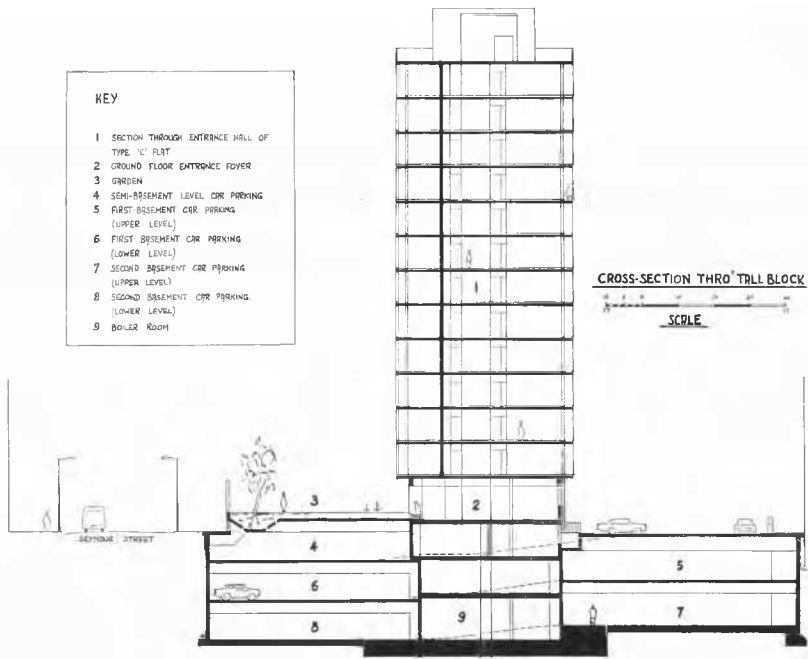 KEY
1 SECTION THROUGH ENTRANCE HALL OF
TYPE 'C' FLAT
2 GROUND FLOOR ENTRANCE FOYER
3 GARDEN
4 SEMI-BASEMENT LEVEL CAR PARKING
5 FIRST-BASEMENT CAR PARKING
(UPPER LEVEL)
6 FIRST BASEMENT CAR PARKING
(LOWER LEVEL)
7 SECOND BASEMENT CAR PARKING
(UPPER LEVEL)
8 SECOND BASEMENT CAR PARKING.
(LOWER LEVEL)
9 BOILER ROOM
CROSS-SECTION THRO' TALL BLOCK
SCALE
1
3
2
SEYMOUR STREET
4
5
6
7
9
8